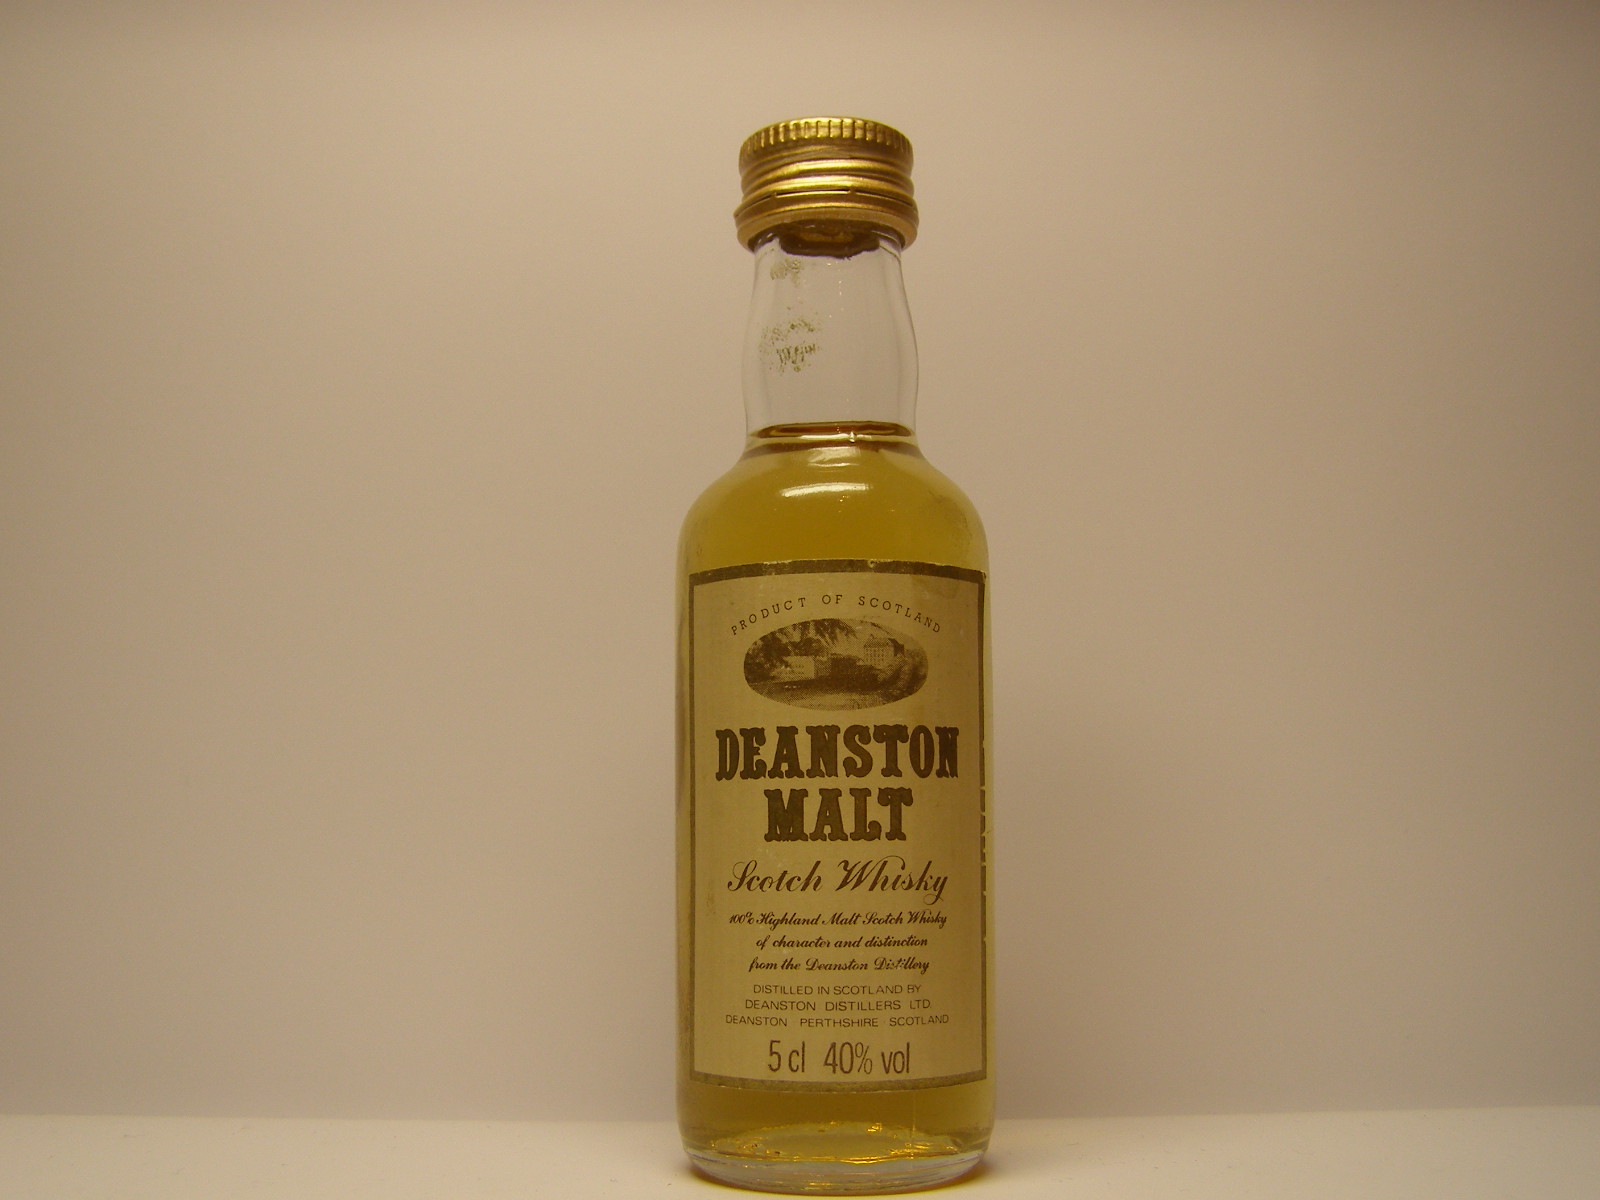 PRODUCT OF SCOTLAND
DEANSTON
MALT
Scotch Whisky
100% Highland Malt Scotch Whisky
of character and distinction
from the Deanston Distillery
DISTILLED IN SCOTLAND BY
DEANSTON DISTILLERS LTD.
DEANSTON PERTHSHIRE SCOTLAND
5 cl 40% vol